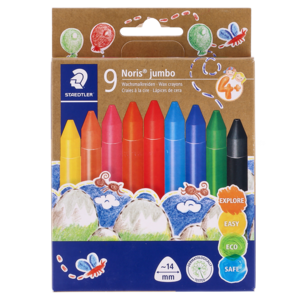 STAEDTLER
9 Noris® jumbo
Wachsmalkreiden - Wax crayons
Craies à la cire - Lápices de cera
4+
EXPLORE
EASY
ECO
SAFE
~14
mm